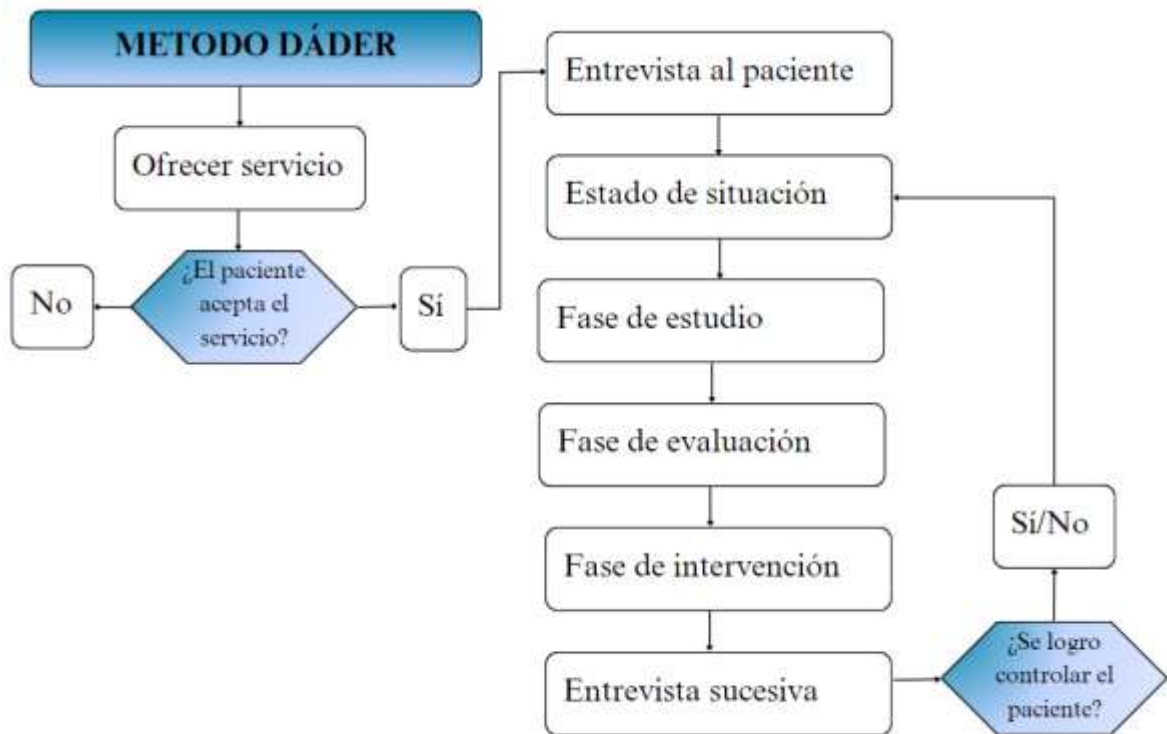 METODO DÁDER
Ofrecer servicio
¿El paciente
acepta el
servicio?
No
Sí
Entrevista al paciente
Estado de situación
Fase de estudio
Fase de evaluación
Fase de intervención
Entrevista sucesiva
¿Se logro
controlar el
paciente?
Sí/No